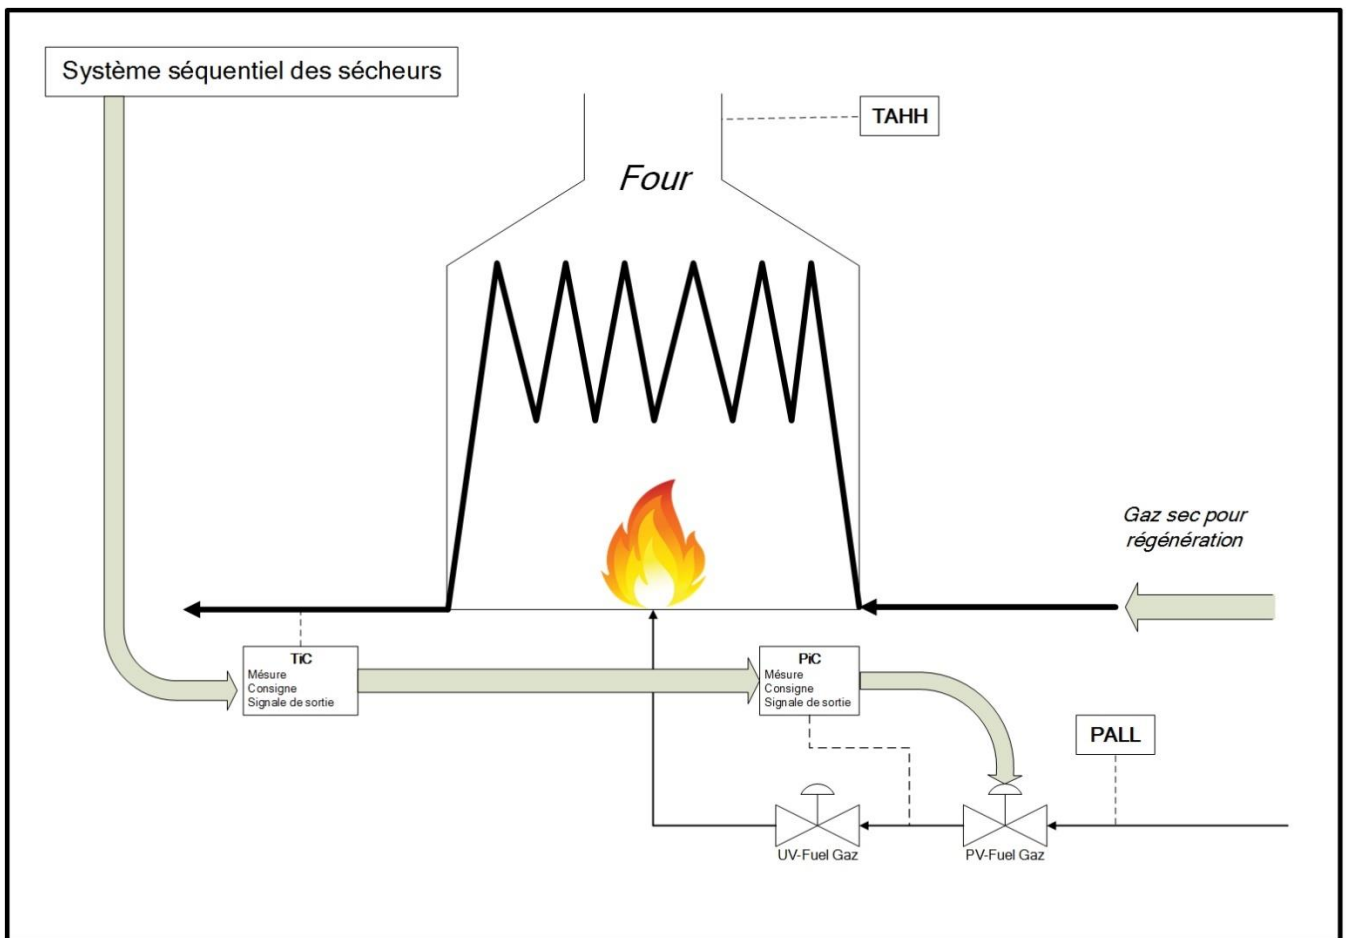 Système séquentiel des sécheurs
TAHH
Four
Gaz sec pour
régénération
TiC
Mésure
Consigne
Signale de sortie
PiC
Mésure
Consigne
Signale de sortie
PALL
UV-Fuel Gaz
PV-Fuel Gaz